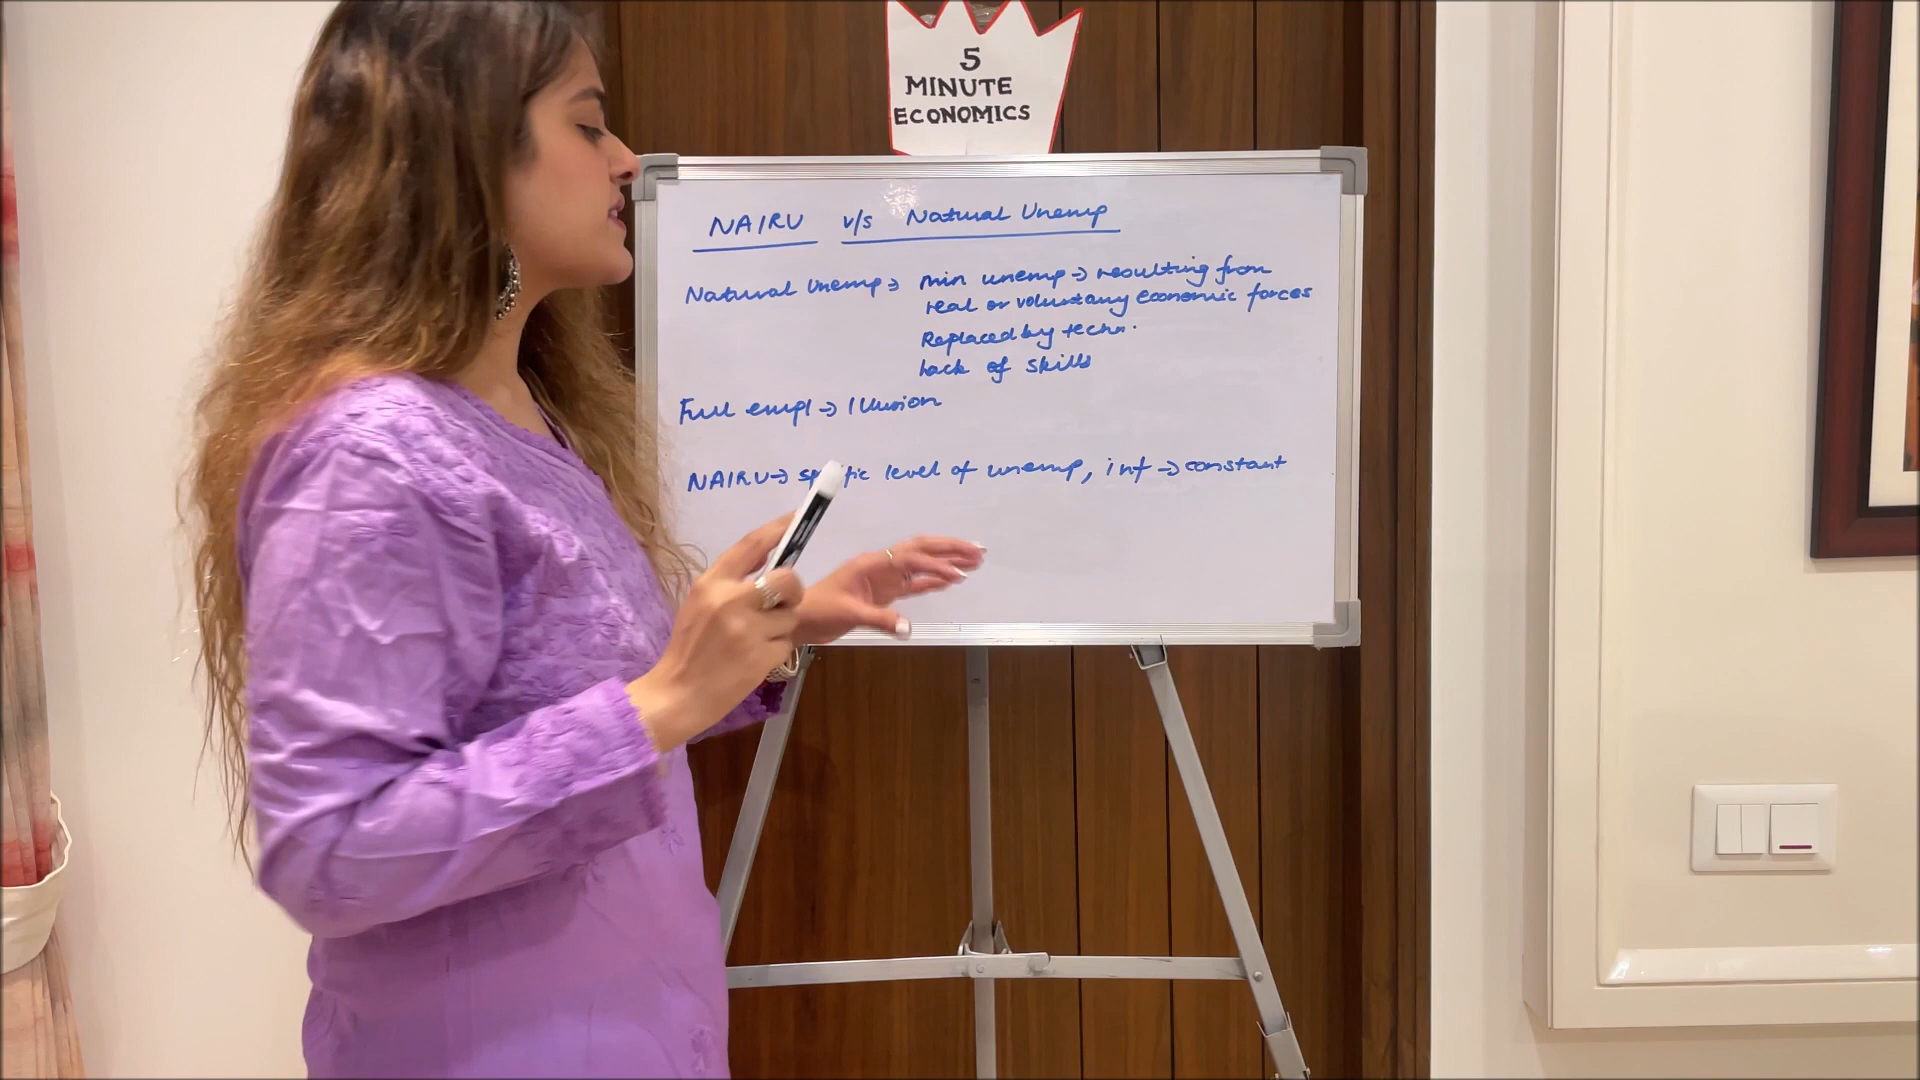 5
MINUTE
ECONOMICS
NAIRU v/s Natural Unemp
Natural Unemp → min unemp → resulting from
real or voluntary economic forces
Replaced by techn.
Lack of skills
Full empl → Illusion
NAIRU → level of unemp, inf → constant